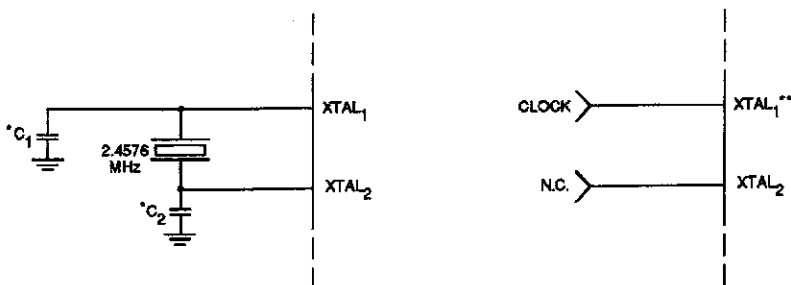 *C1
2.4576
MHz
*C2
XTAL1
XTAL2
CLOCK
N.C.
XTAL1**
XTAL2